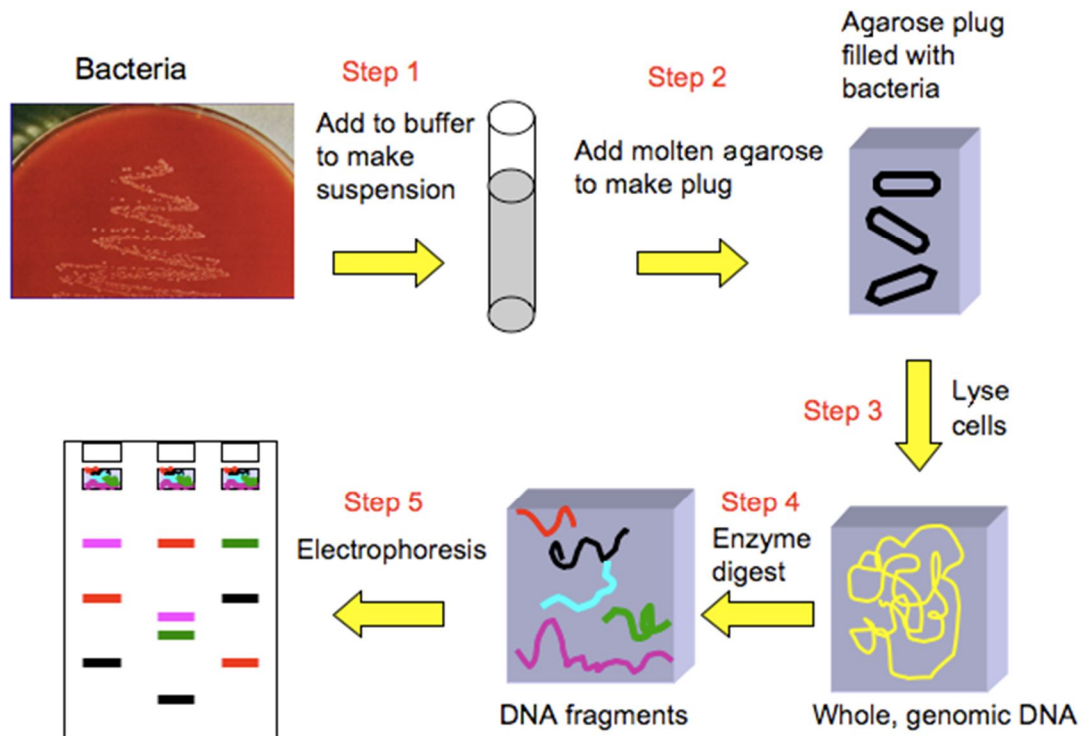 Bacteria
Step 1
Add to buffer
to make
suspension
Step 2
Add molten agarose
to make plug
Agarose plug
filled with
bacteria
Step 3
Lyse
cells
Whole, genomic DNA
Step 4
Enzyme
digest
DNA fragments
Step 5
Electrophoresis